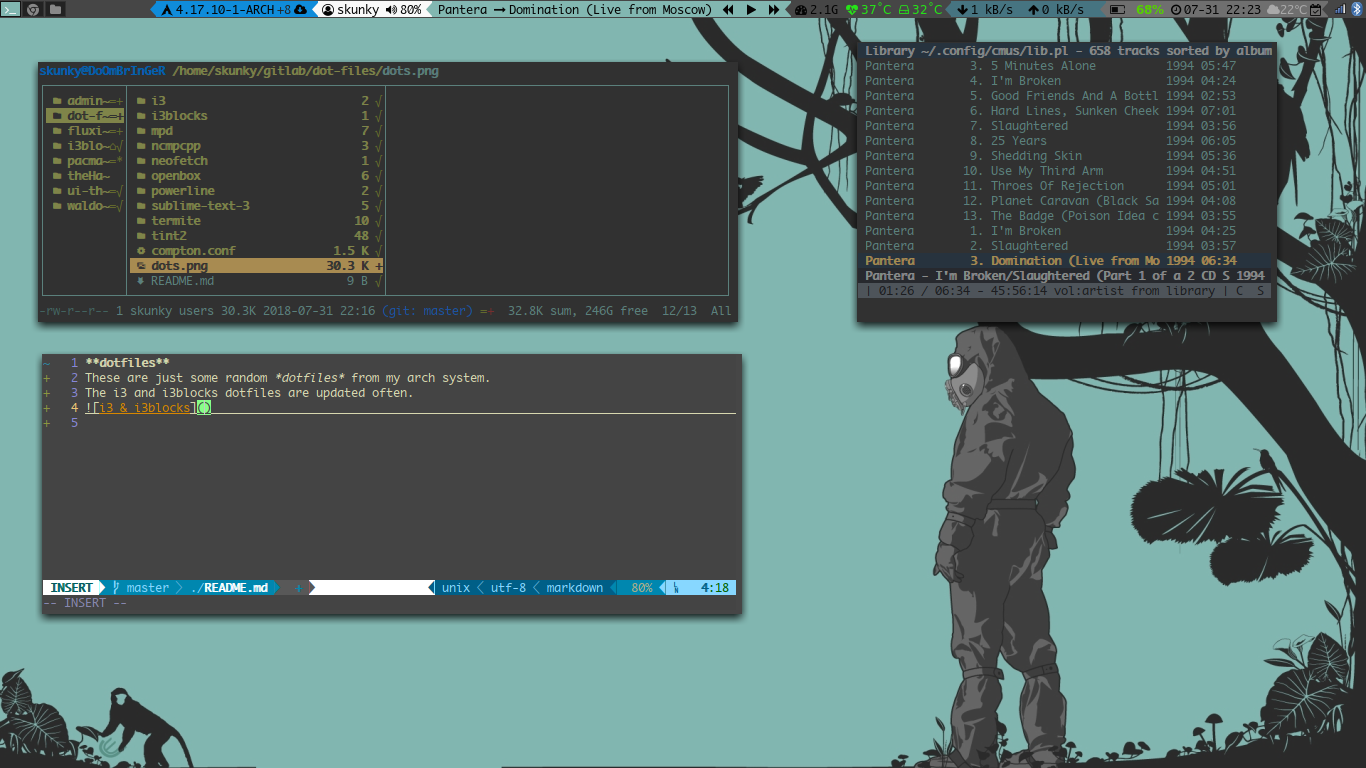 4.17.10-1-ARCH +8 skunky 80% Pantera → Domination (Live from Moscow) 2.1G 37°C 32°C 1 kB/s 0 kB/s 68% 07-31 22:23 22°C
skunky@DoOmBrInGeR /home/skunky/gitlab/dot-files/dots.png
admin~=+ i3 2 √
dot-f~=+ i3blocks 1 √
fluxi~=+ mpd 7 √
i3blo~⌂√ ncmpcpp 3 √
pacma~=* neofetch 1 √
theHa~ openbox 6 √
ui-th~=√ powerline 2 √
waldo~=√ sublime-text-3 5 √
termite 10 √
tint2 48 √
compton.conf 1.5 K √
dots.png 30.3 K +
README.md 9 B √
-rw-r--r-- 1 skunky users 30.3K 2018-07-31 22:16 (git: master) =+ 32.8K sum, 246G free 12/13 All
Library ~/.config/cmus/lib.pl - 658 tracks sorted by album
Pantera 3. 5 Minutes Alone 1994 05:47
Pantera 4. I'm Broken 1994 04:24
Pantera 5. Good Friends And A Bottl 1994 02:53
Pantera 6. Hard Lines, Sunken Cheek 1994 07:01
Pantera 7. Slaughtered 1994 03:56
Pantera 8. 25 Years 1994 06:05
Pantera 9. Shedding Skin 1994 05:36
Pantera 10. Use My Third Arm 1994 04:51
Pantera 11. Throes Of Rejection 1994 05:01
Pantera 12. Planet Caravan (Black Sa 1994 04:08
Pantera 13. The Badge (Poison Idea c 1994 03:55
Pantera 1. I'm Broken 1994 04:25
Pantera 2. Slaughtered 1994 03:57
Pantera 3. Domination (Live from Mo 1994 06:34
Pantera - I'm Broken/Slaughtered (Part 1 of a 2 CD S 1994
| 01:26 / 06:34 - 45:56:14 vol:artist from library | C S
~ 1 **dotfiles**
+ 2 These are just some random *dotfiles* from my arch system.
+ 3 The i3 and i3blocks dotfiles are updated often.
+ 4 ![i3 & i3blocks]()
+ 5
INSERT master ./README.md + unix utf-8 markdown 80% 4:18
-- INSERT --